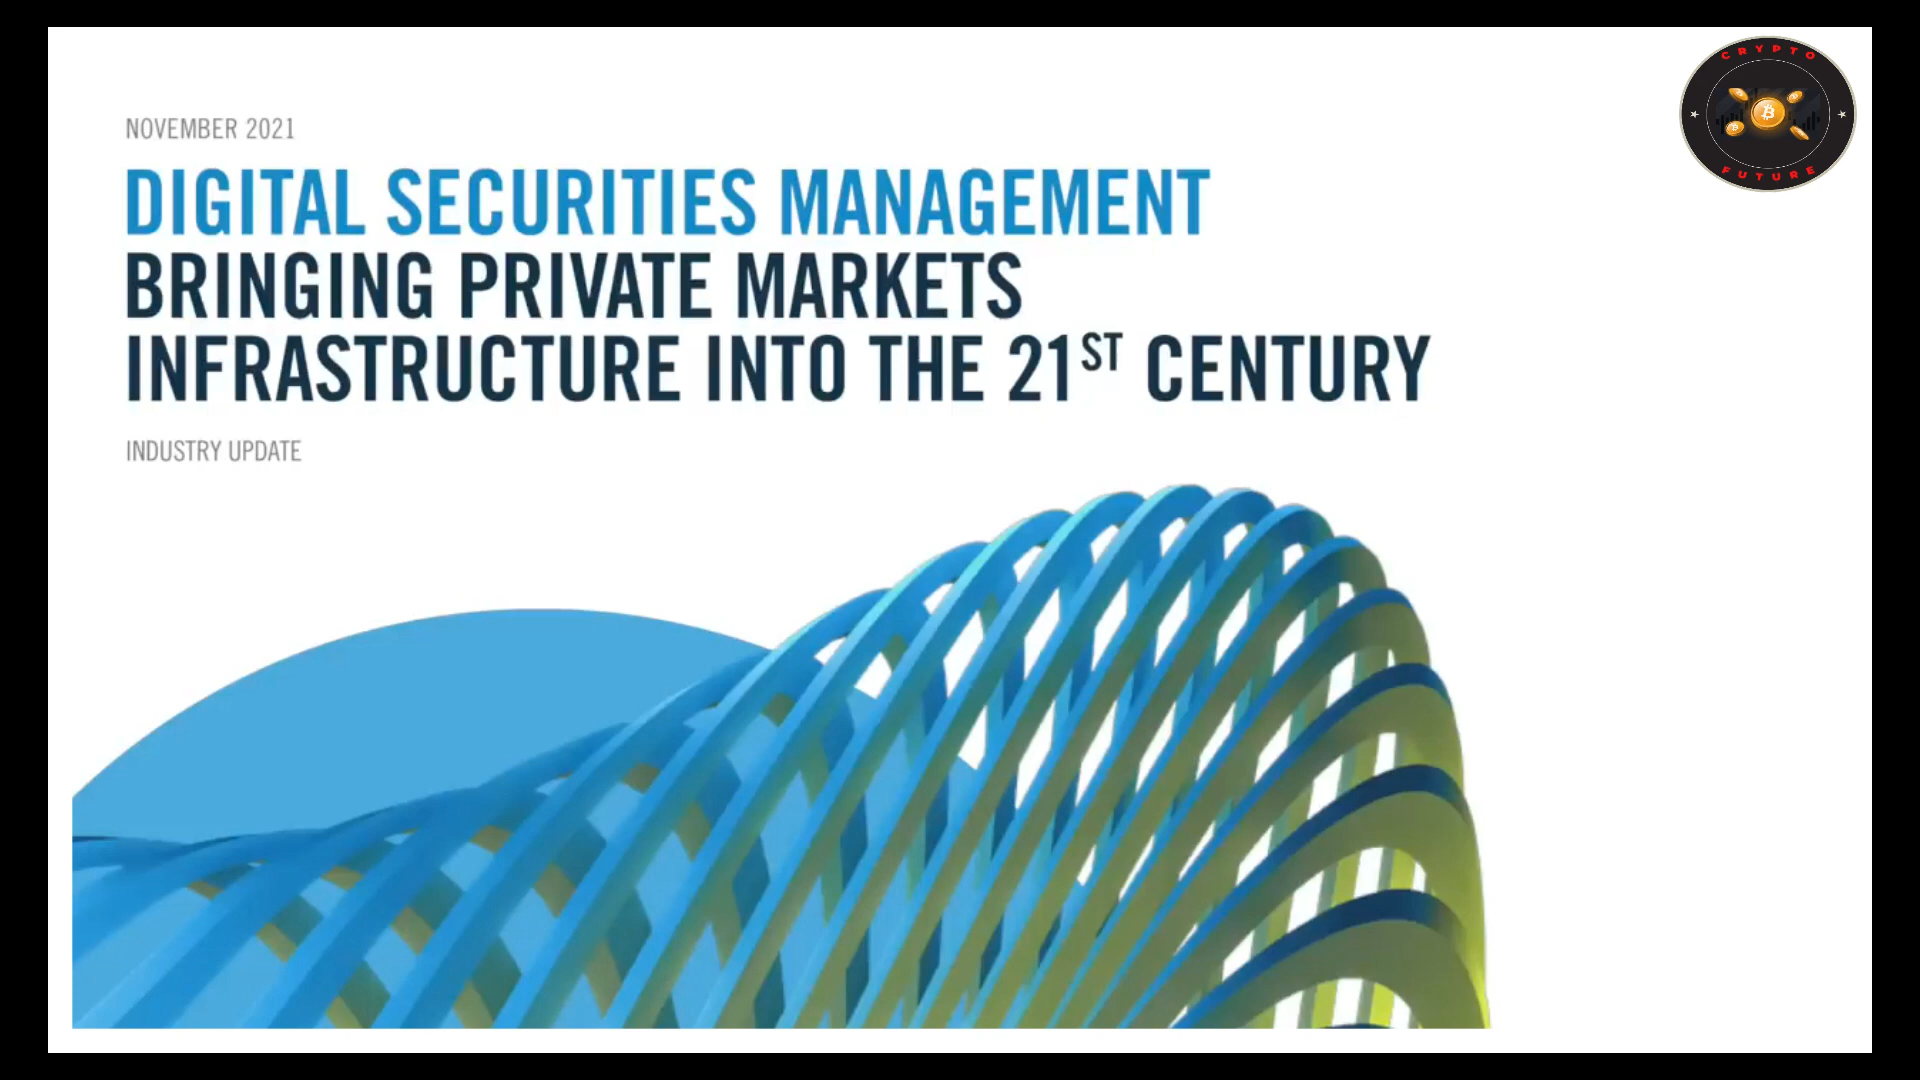 NOVEMBER 2021
DIGITAL SECURITIES MANAGEMENT
BRINGING PRIVATE MARKETS
INFRASTRUCTURE INTO THE 21ST CENTURY
INDUSTRY UPDATE
CRYPTO
FUTURE